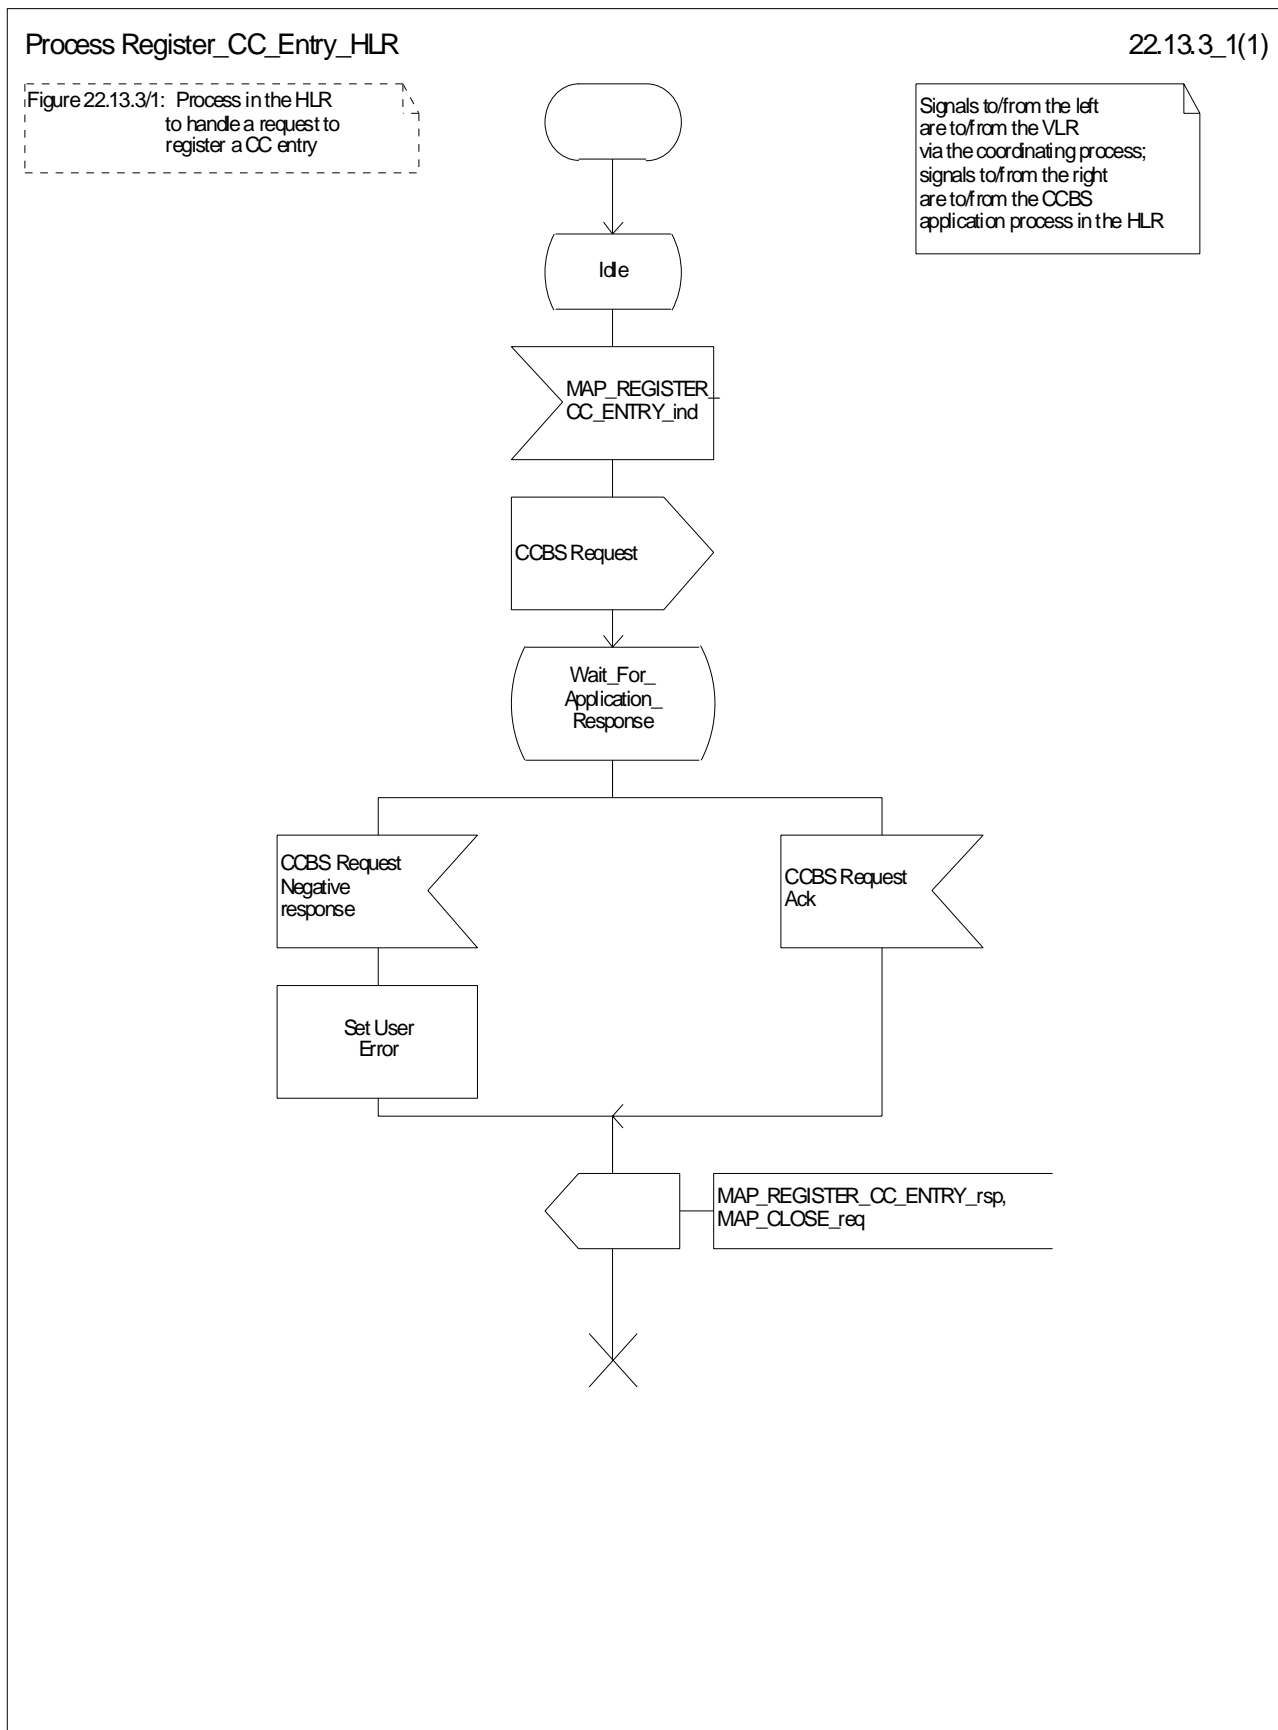 Process Register_CC_Entry_HLR
22.13.3_1(1)
Figure 22.13.3/1: Process in the HLR
to handle a request to
register a CC entry
Signals to/from the left
are to/from the VLR
via the coordinating process;
signals to/from the right
are to/from the CCBS
application process in the HLR
Idle
MAP_REGISTER_
CC_ENTRY_ind
CCBS Request
Wait_For_
Application_
Response
CCBS Request
Negative
response
CCBS Request
Ack
Set User
Error
MAP_REGISTER_CC_ENTRY_rsp,
MAP_CLOSE_req